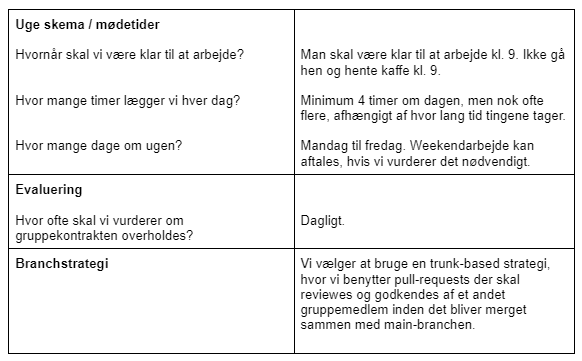 Uge skema / mødetider
Hvornår skal vi være klar til at arbejde?
Man skal være klar til at arbejde kl. 9. Ikke gå
hen og hente kaffe kl. 9.
Hvor mange timer lægger vi hver dag?
Minimum 4 timer om dagen, men nok ofte
flere, afhængigt af hvor lang tid tingene tager.
Hvor mange dage om ugen?
Mandag til fredag. Weekendarbejde kan
aftales, hvis vi vurderer det nødvendigt.
Evaluering
Hvor ofte skal vi vurderer om
gruppekontrakten overholdes?
Dagligt.
Branchstrategi
Vi vælger at bruge en trunk-based strategi,
hvor vi benytter pull-requests der skal
reviewes og godkendes af et andet
gruppemedlem inden det bliver merget
sammen med main-branchen.